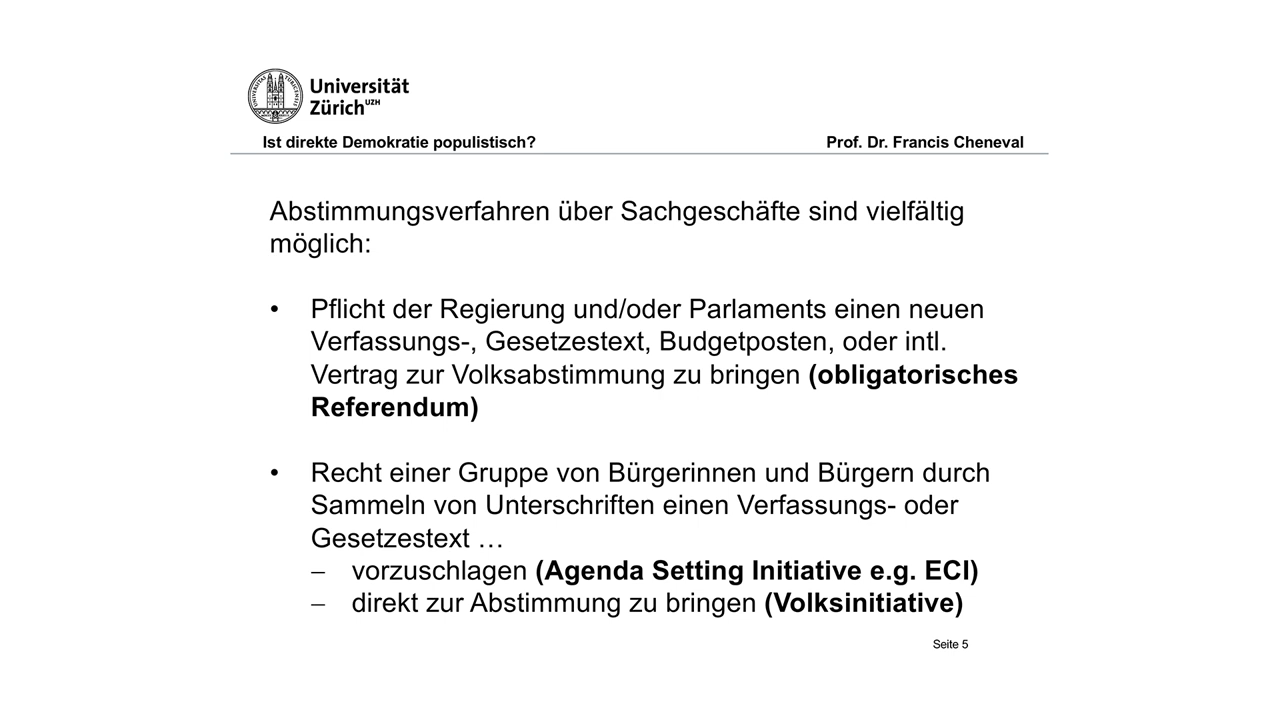 Universität
Zürich UZH
Ist direkte Demokratie populistisch? Prof. Dr. Francis Cheneval
Abstimmungsverfahren über Sachgeschäfte sind vielfältig
möglich:
• Pflicht der Regierung und/oder Parlaments einen neuen
Verfassungs-, Gesetzestext, Budgetposten, oder intl.
Vertrag zur Volksabstimmung zu bringen (obligatorisches
Referendum)
• Recht einer Gruppe von Bürgerinnen und Bürgern durch
Sammeln von Unterschriften einen Verfassungs- oder
Gesetzestext …
– vorzuschlagen (Agenda Setting Initiative e.g. ECI)
– direkt zur Abstimmung zu bringen (Volksinitiative)
Seite 5